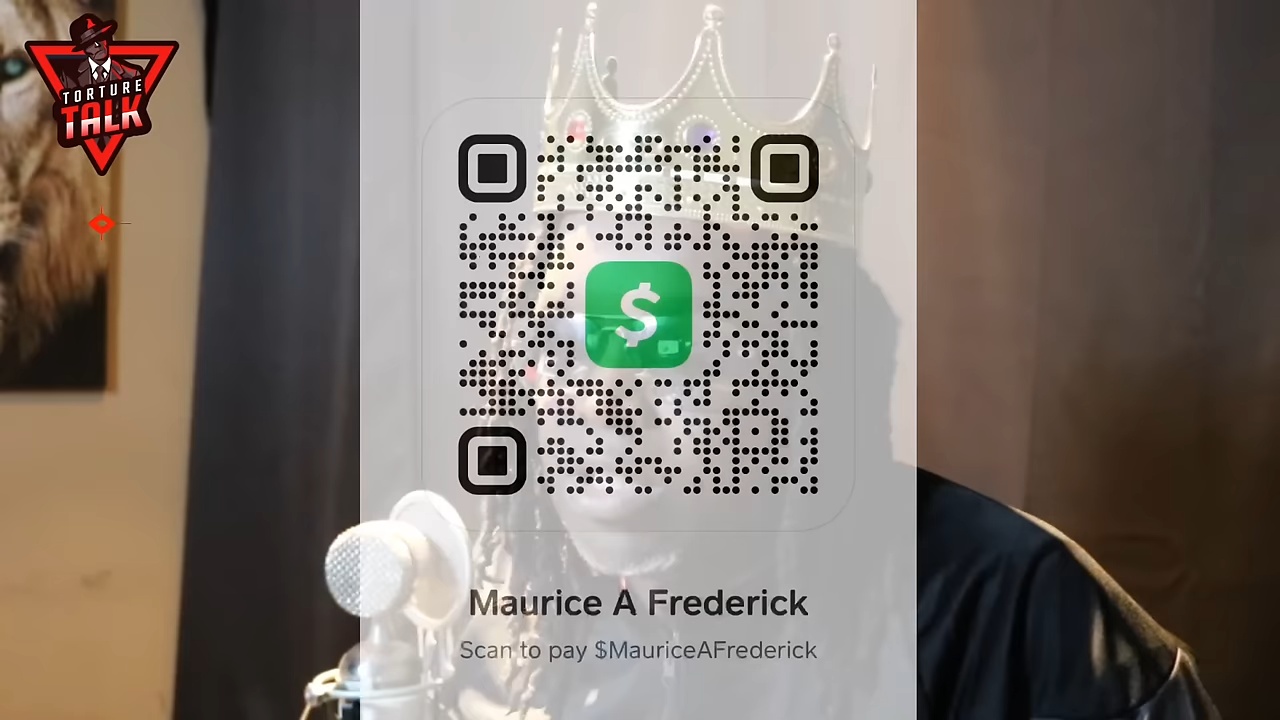 TORTURE
TALK
$
Maurice A Frederick
Scan to pay $MauriceAFrederick